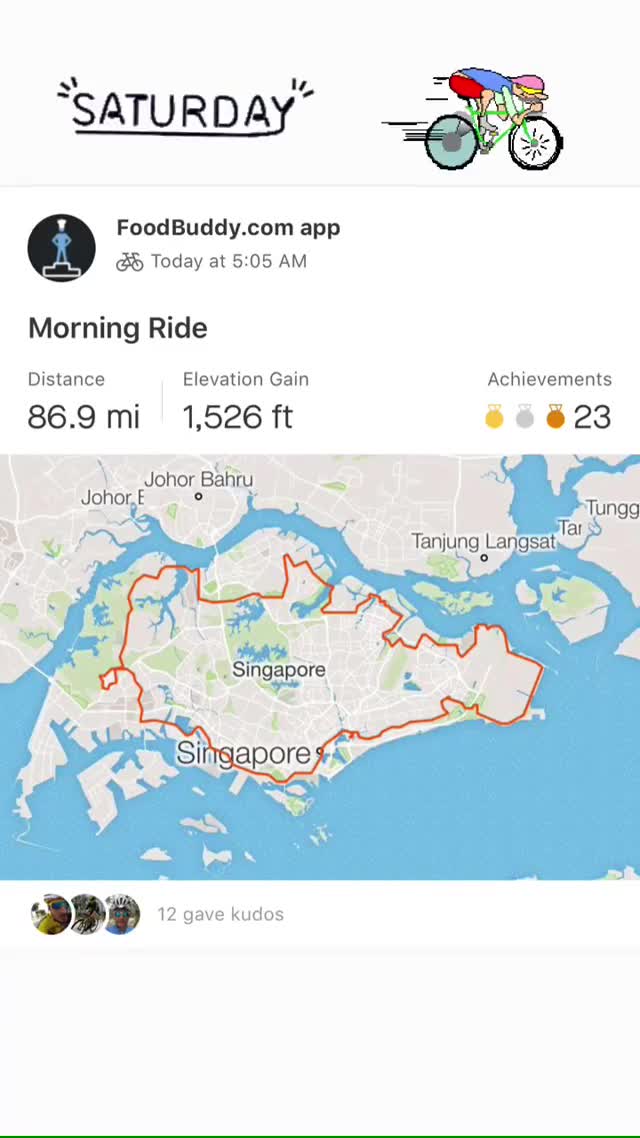 SATURDAY
FoodBuddy.com app
Today at 5:05 AM
Morning Ride
Distance
86.9 mi
Elevation Gain
1,526 ft
Achievements
23
Johor Bahru
Johor B
Tungg
Tar
Tanjung Langsat
Singapore
Singapore
12 gave kudos